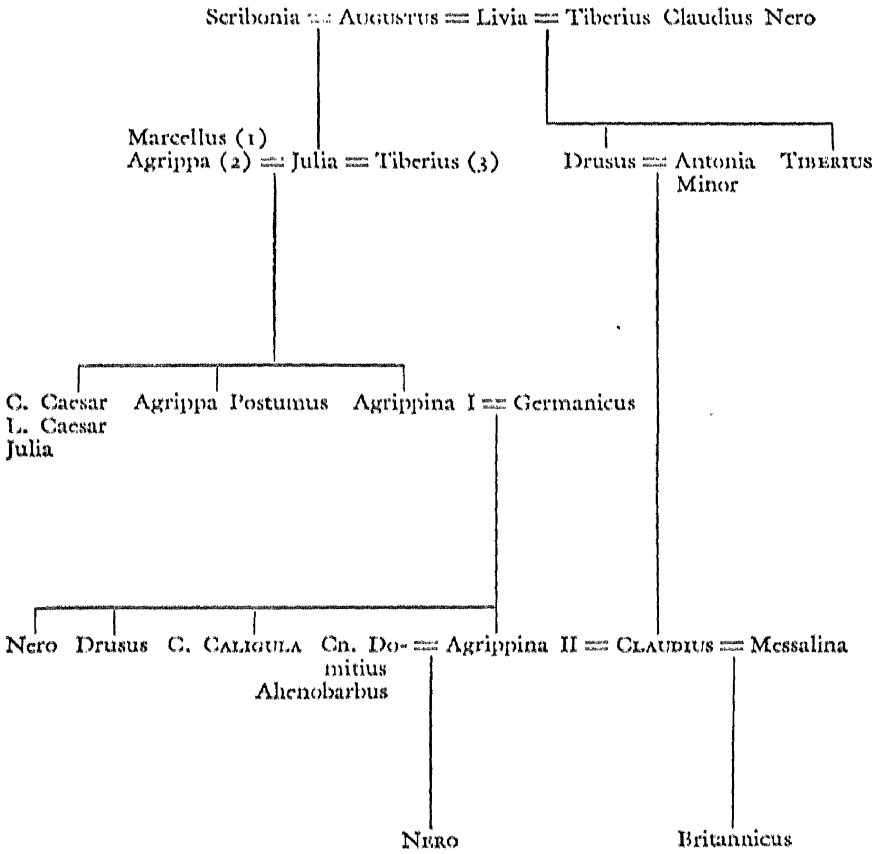 Scribonia = AUGUSTUS = Livia = Tiberius Claudius Nero
Marcellus (1)
Agrippa (2) = Julia = Tiberius (3)
Drusus = Antonia TIBERIUS
Minor
C. Caesar Agrippa Postumus Agrippina I = Germanicus
L. Caesar
Julia
Nero Drusus C. CALIGULA Cn. Do- = Agrippina II = CLAUDIUS = Messalina
mitius
Ahenobarbus
NERO Britannicus